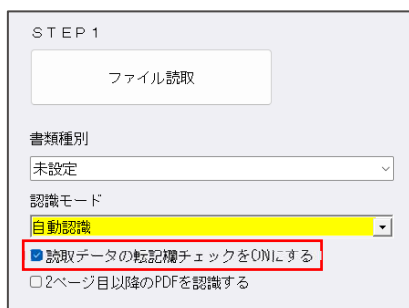 ＳＴＥＰ１
ファイル読取
書類種別
未設定
認識モード
自動認識
読取データの転記欄チェックをONにする
2ページ目以降のPDFを認識する